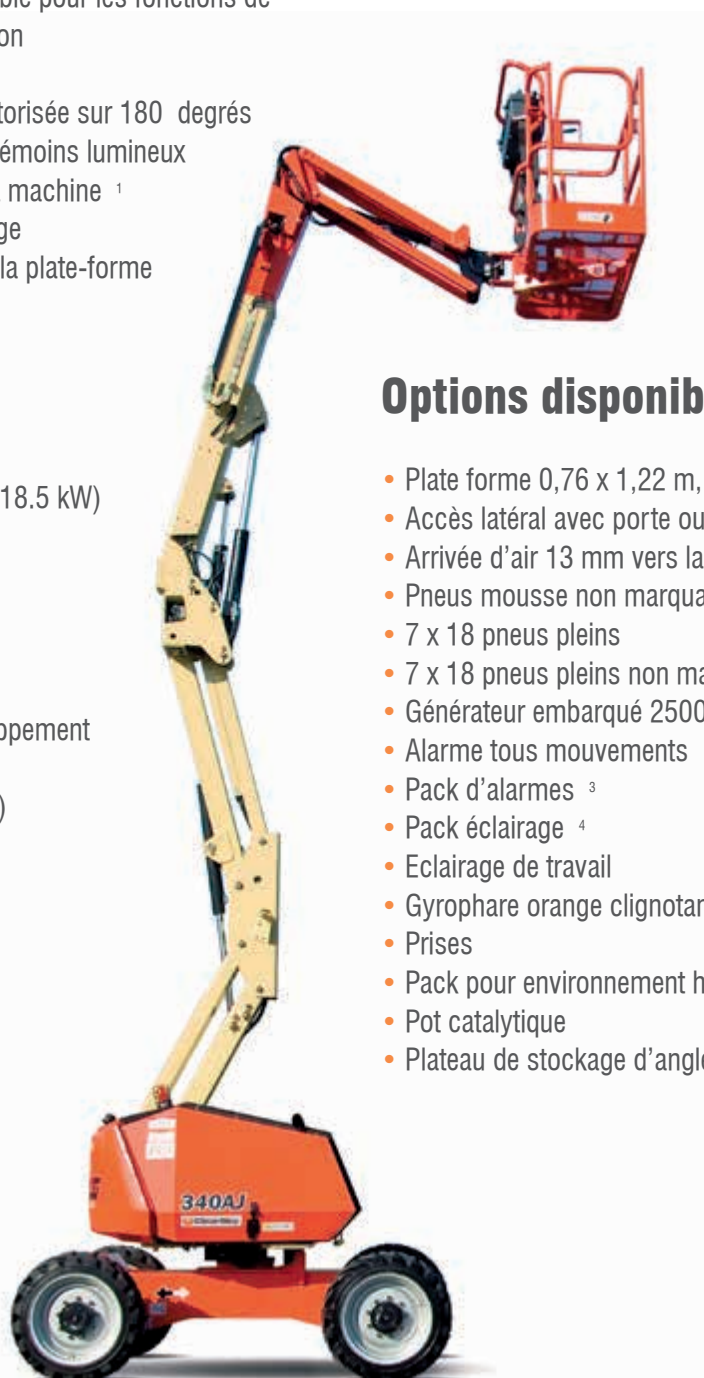 ble pour les fonctions de
on
torisée sur 180 degrés
émoins lumineux
machine 1
ge
la plate-forme
18.5 kW)
ppement
)
Options disponib
• Plate forme 0,76 x 1,22 m,
• Accès latéral avec porte ou
• Arrivée d’air 13 mm vers la
• Pneus mousse non marqua
• 7 x 18 pneus pleins
• 7 x 18 pneus pleins non ma
• Générateur embarqué 2500
• Alarme tous mouvements
• Pack d’alarmes 3
• Pack éclairage 4
• Eclairage de travail
• Gyrophare orange clignotan
• Prises
• Pack pour environnement h
• Pot catalytique
• Plateau de stockage d’angle
340AJ